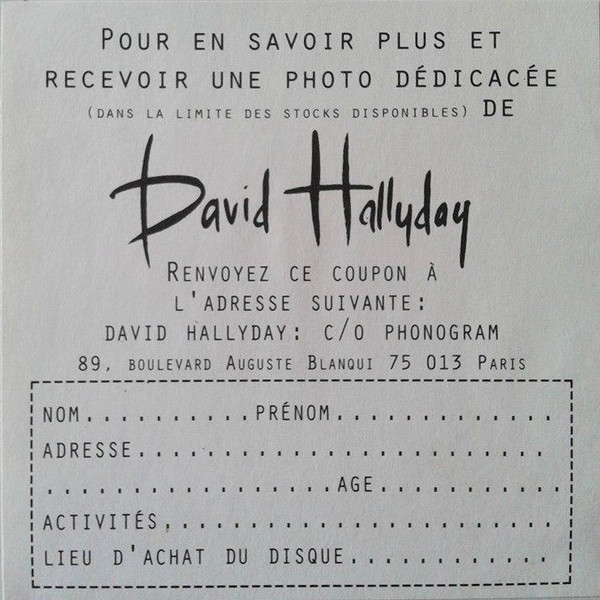 POUR EN SAVOIR PLUS ET
RECEVOIR UNE PHOTO DÉDICACÉE
(DANS LA LIMITE DES STOCKS DISPONIBLES) DE
David Hallyday
RENVOYEZ CE COUPON À
L'ADRESSE SUIVANTE:
DAVID HALLYDAY: C/O PHONOGRAM
89, BOULEVARD AUGUSTE BLANQUI 75 013 PARIS
NOM..........PRÉNOM.............
ADRESSE........................
.................AGE...........
ACTIVITÉS.......................
LIEU D'ACHAT DU DISQUE............